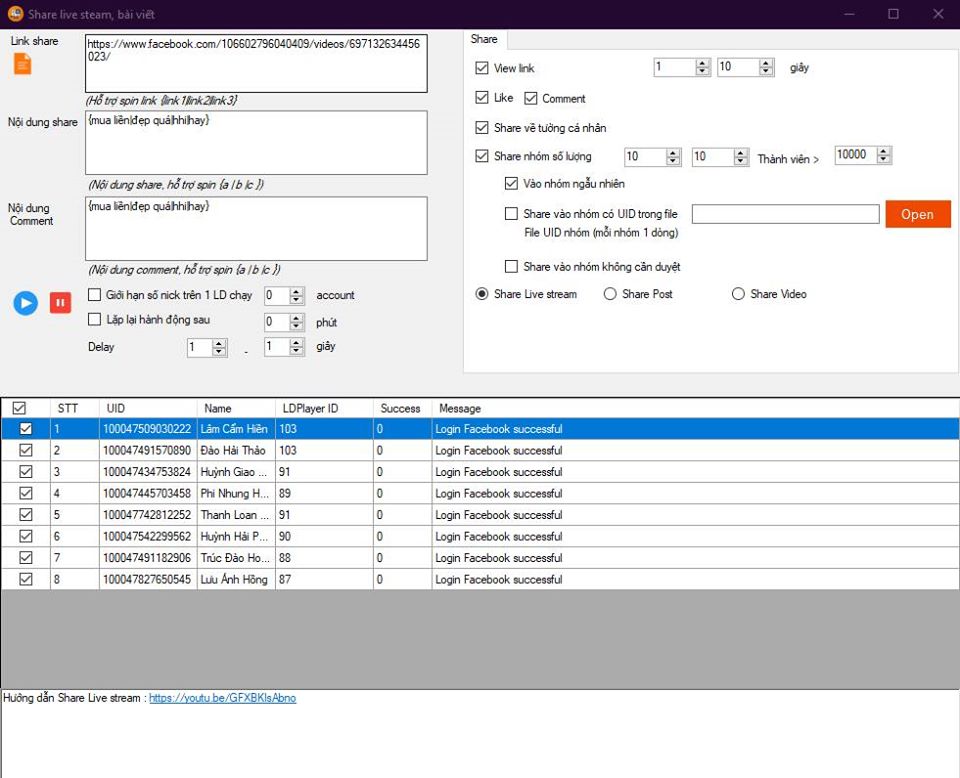 Share live steam, bài viết
Link share
https://www.facebook.com/106602796040409/videos/697132634456
023/
(Hỗ trợ spin link {link1|link2|link3}
Nội dung share
{mua liền|đẹp quá|hhi|hay}
(Nội dung share, hỗ trợ spin {a | b |c })
Nội dung
Comment
{mua liền|đẹp quá|hhi|hay}
(Nội dung comment, hỗ trợ spin {a | b |c })
Giới hạn số nick trên 1 LD chạy 0 account
Lặp lại hành động sau 0 phút
Delay 1 - 1 giây
Share
View link 1 10 giây
Like Comment
Share về tường cá nhân
Share nhóm số lượng 10 10 Thành viên > 10000
Vào nhóm ngẫu nhiên
Share vào nhóm có UID trong file Open
File UID nhóm (mỗi nhóm 1 dòng)
Share vào nhóm không cần duyệt
Share Live stream Share Post Share Video
STT UID Name LDPlayer ID Success Message
1 100047509030222 Lâm Cẩm Hiền 103 0 Login Facebook successful
2 100047491570890 Đào Hải Thảo 103 0 Login Facebook successful
3 100047434753824 Huỳnh Giao ... 91 0 Login Facebook successful
4 100047445703458 Phi Nhung H... 89 0 Login Facebook successful
5 100047742812252 Thanh Loan ... 91 0 Login Facebook successful
6 100047542299562 Huỳnh Hải P... 90 0 Login Facebook successful
7 100047491182906 Trúc Đào Ho... 88 0 Login Facebook successful
8 100047827650545 Lưu Ánh Hồng 87 0 Login Facebook successful
Hướng dẫn Share Live stream : https://youtu.be/GFXBKlsAbno